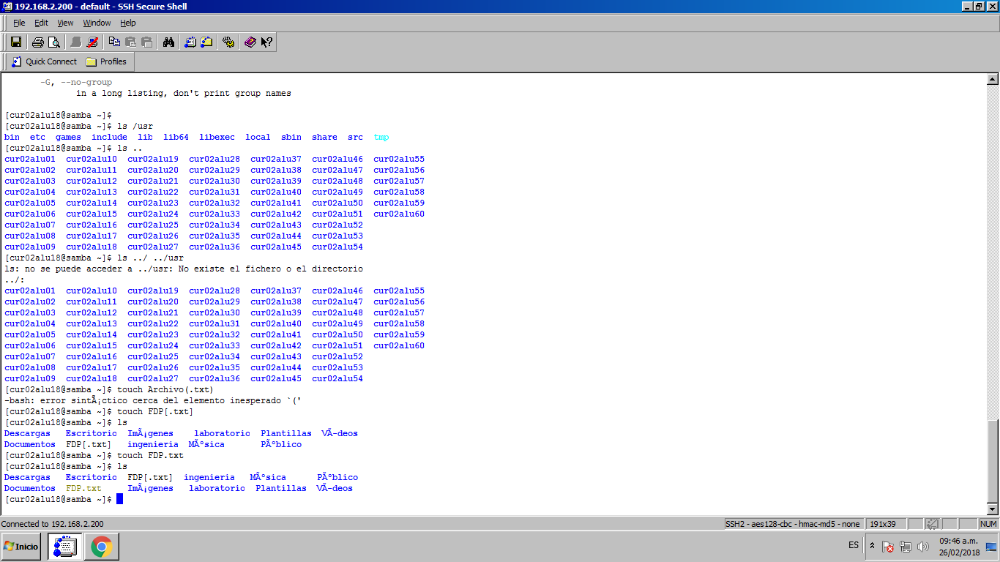 192.168.2.200 - default - SSH Secure Shell
File Edit View Window Help
Quick Connect Profiles
-G, --no-group
in a long listing, don't print group names
[cur02alu18@samba ~]$
[cur02alu18@samba ~]$ ls /usr
bin etc games include lib lib64 libexec local sbin share src tmp
[cur02alu18@samba ~]$ ls ..
cur02alu01 cur02alu10 cur02alu19 cur02alu28 cur02alu37 cur02alu46 cur02alu55
cur02alu02 cur02alu11 cur02alu20 cur02alu29 cur02alu38 cur02alu47 cur02alu56
cur02alu03 cur02alu12 cur02alu21 cur02alu30 cur02alu39 cur02alu48 cur02alu57
cur02alu04 cur02alu13 cur02alu22 cur02alu31 cur02alu40 cur02alu49 cur02alu58
cur02alu05 cur02alu14 cur02alu23 cur02alu32 cur02alu41 cur02alu50 cur02alu59
cur02alu06 cur02alu15 cur02alu24 cur02alu33 cur02alu42 cur02alu51 cur02alu60
cur02alu07 cur02alu16 cur02alu25 cur02alu34 cur02alu43 cur02alu52
cur02alu08 cur02alu17 cur02alu26 cur02alu35 cur02alu44 cur02alu53
cur02alu09 cur02alu18 cur02alu27 cur02alu36 cur02alu45 cur02alu54
[cur02alu18@samba ~]$ ls ../ ../usr
ls: no se puede acceder a ../usr: No existe el fichero o el directorio
../:
cur02alu01 cur02alu10 cur02alu19 cur02alu28 cur02alu37 cur02alu46 cur02alu55
cur02alu02 cur02alu11 cur02alu20 cur02alu29 cur02alu38 cur02alu47 cur02alu56
cur02alu03 cur02alu12 cur02alu21 cur02alu30 cur02alu39 cur02alu48 cur02alu57
cur02alu04 cur02alu13 cur02alu22 cur02alu31 cur02alu40 cur02alu49 cur02alu58
cur02alu05 cur02alu14 cur02alu23 cur02alu32 cur02alu41 cur02alu50 cur02alu59
cur02alu06 cur02alu15 cur02alu24 cur02alu33 cur02alu42 cur02alu51 cur02alu60
cur02alu07 cur02alu16 cur02alu25 cur02alu34 cur02alu43 cur02alu52
cur02alu08 cur02alu17 cur02alu26 cur02alu35 cur02alu44 cur02alu53
cur02alu09 cur02alu18 cur02alu27 cur02alu36 cur02alu45 cur02alu54
[cur02alu18@samba ~]$ touch Archivo(.txt)
-bash: error sintÃ¡ctico cerca del elemento inesperado `('
[cur02alu18@samba ~]$ touch FDP[.txt]
[cur02alu18@samba ~]$ ls
Descargas Escritorio ImÃ¡genes laboratorio Plantillas VÃ-deos
Documentos FDP[.txt] ingenieria MÃºsica PÃºblico
[cur02alu18@samba ~]$ touch FDP.txt
[cur02alu18@samba ~]$ ls
Descargas Escritorio FDP[.txt] ingenieria MÃºsica PÃºblico
Documentos FDP.txt ImÃ¡genes laboratorio Plantillas VÃ-deos
[cur02alu18@samba ~]$
Connected to 192.168.2.200 SSH2 - aes128-cbc - hmac-md5 - none 191x39 NUM
Inicio ES 09:46 a.m.
26/02/2018